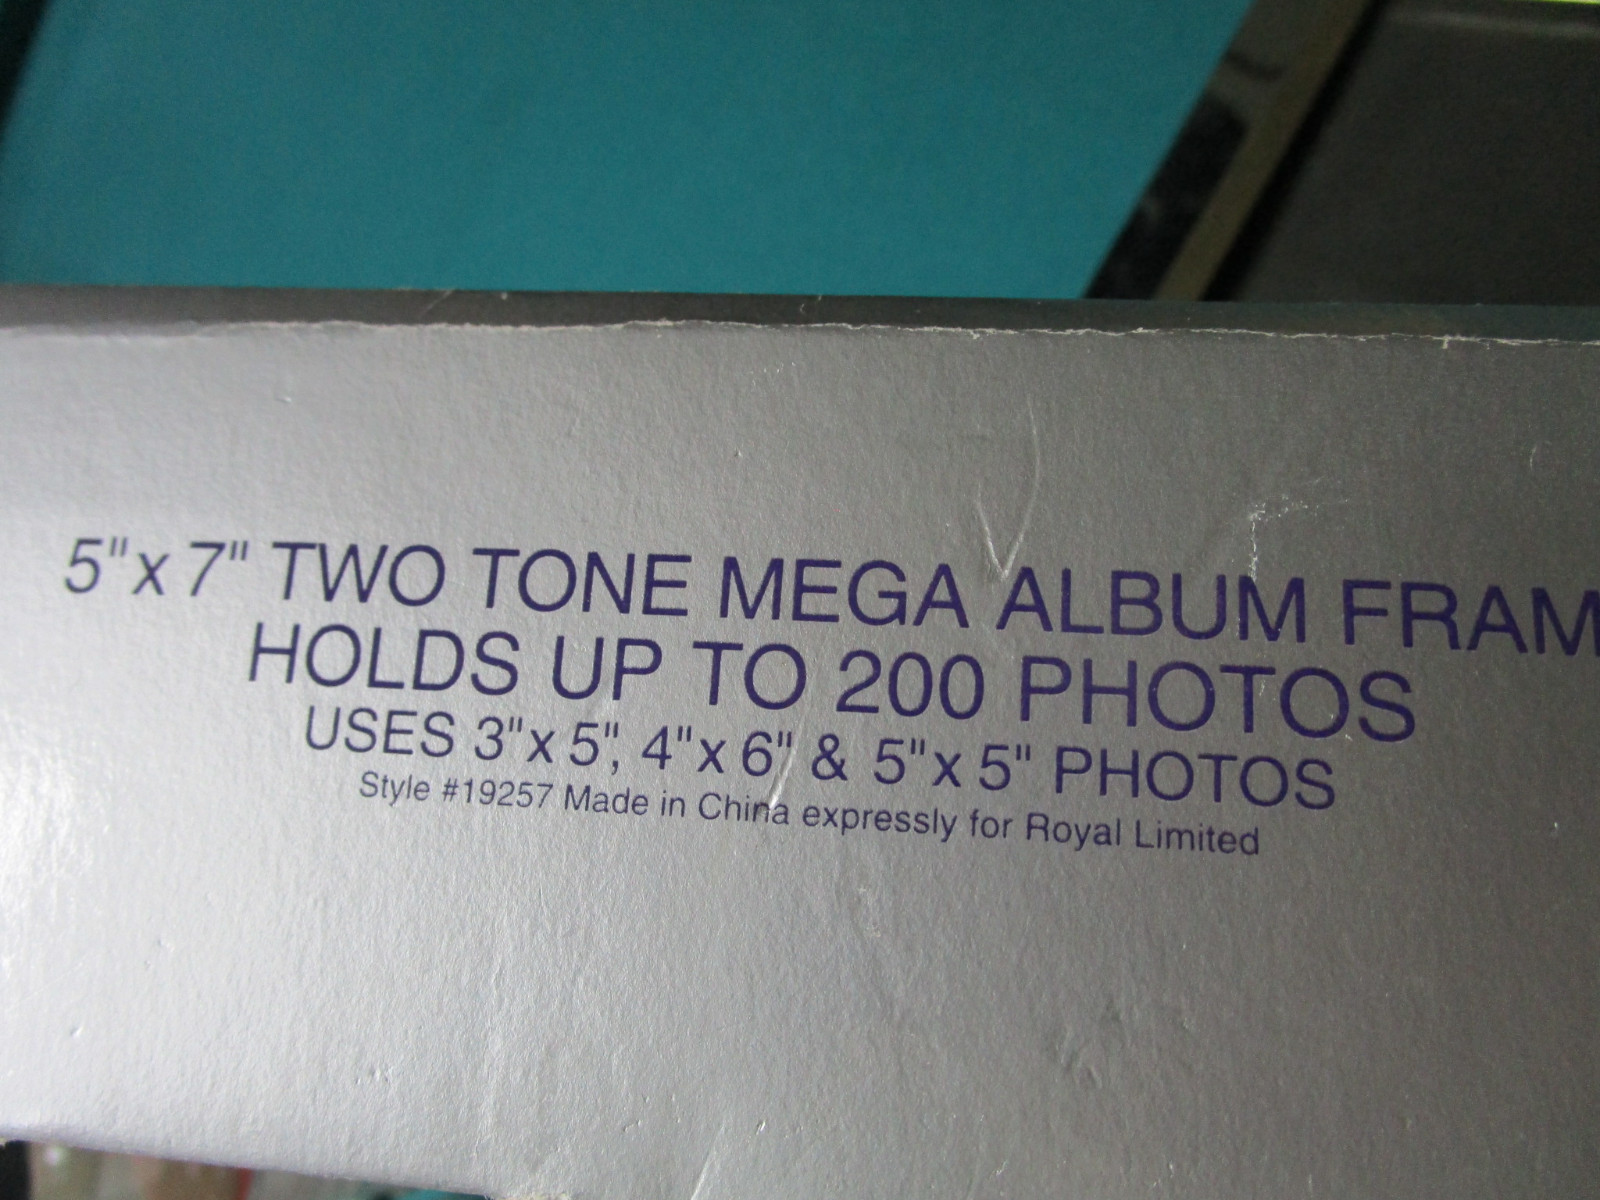 5"x 7" TWO TONE MEGA ALBUM FRAM
HOLDS UP TO 200 PHOTOS
USES 3"x 5", 4"x 6" & 5"x 5" PHOTOS
Style #19257 Made in China expressly for Royal Limited